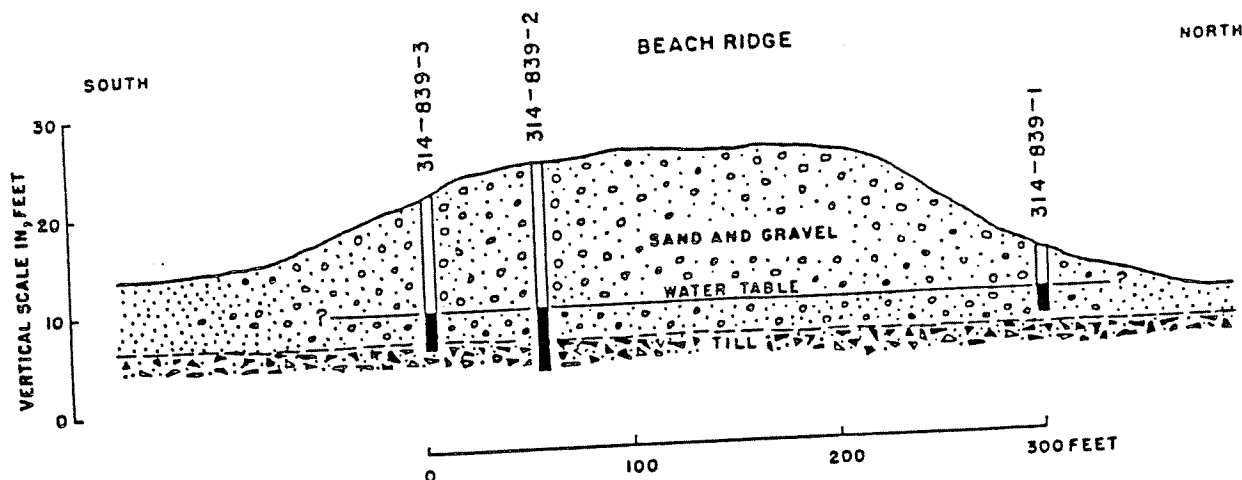 BEACH RIDGE
NORTH
SOUTH
314-839-3
314-839-2
314-839-1
30
20
10
0
VERTICAL SCALE IN, FEET
SAND AND GRAVEL
WATER TABLE
?
?
TILL
0
100
200
300 FEET